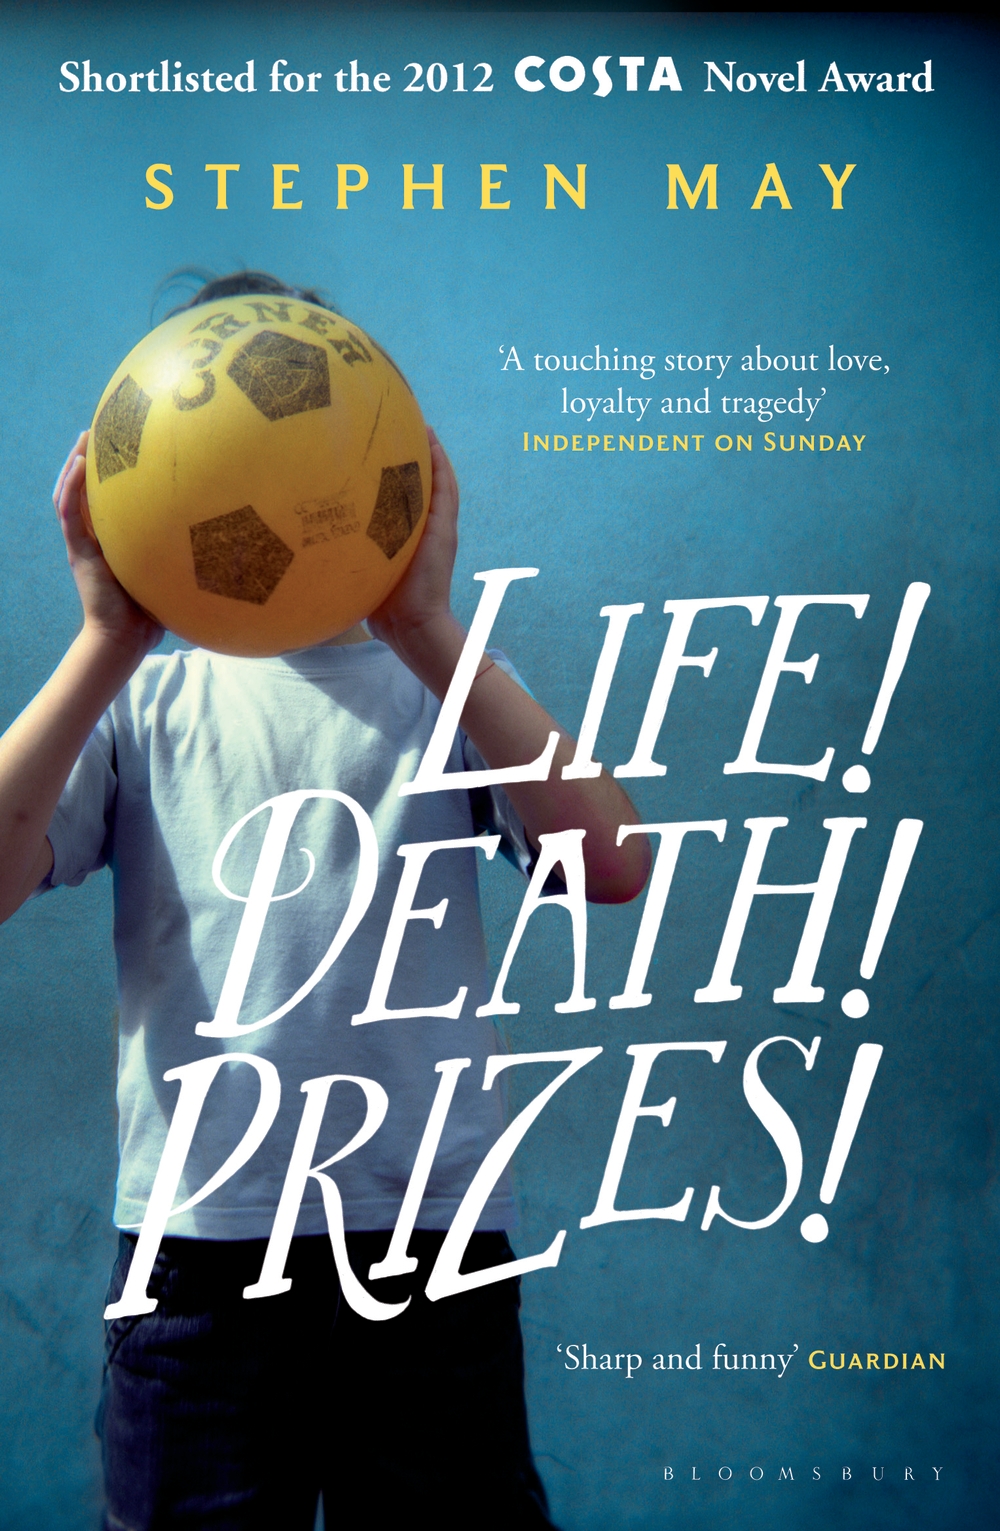 Shortlisted for the 2012 COSTA Novel Award
STEPHEN MAY
CORNER
‘A touching story about love,
loyalty and tragedy’
INDEPENDENT ON SUNDAY
LIFE!
DEATH!
PRIZES!
‘Sharp and funny’ GUARDIAN
BLOOMSBURY